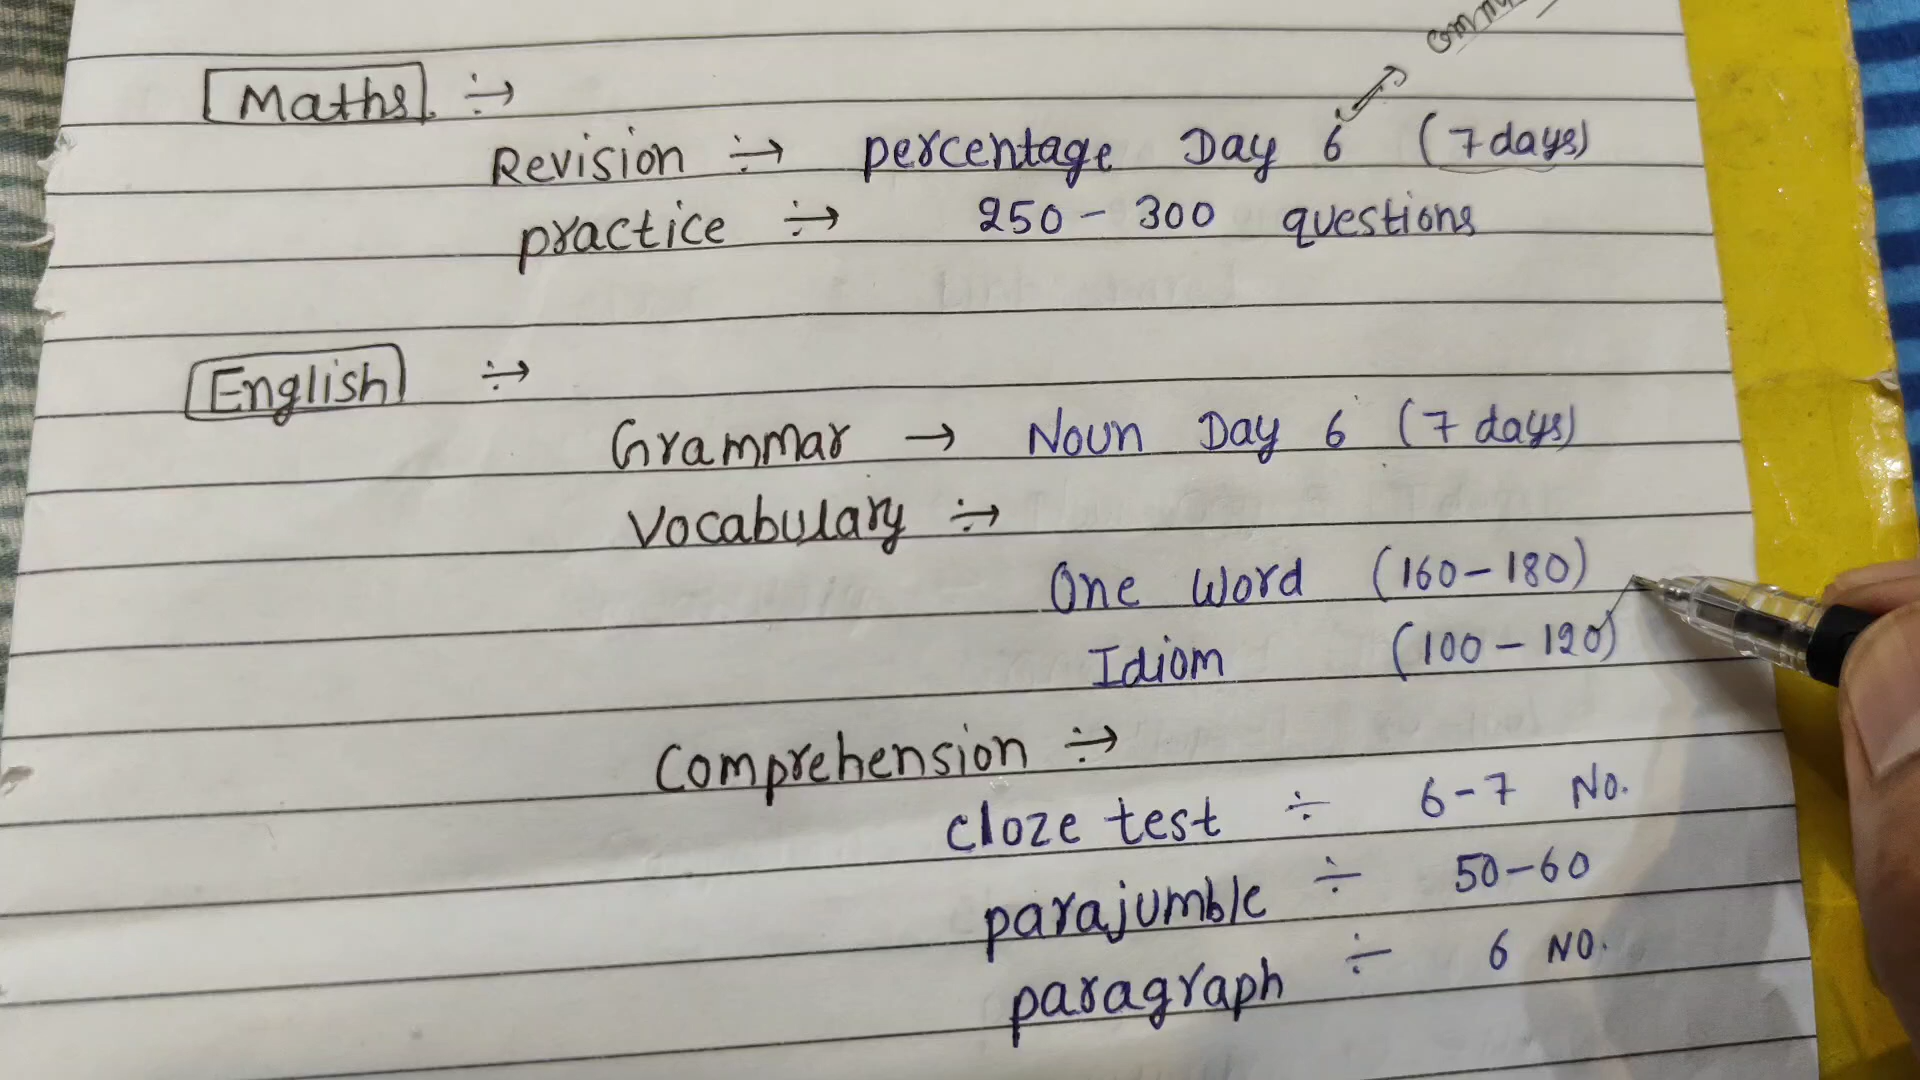 Maths ÷→
Revision ÷→ percentage Day 6 (7 days)
practice ÷→ 250 - 300 questions
English ÷→
Grammar → Noun Day 6 (7 days)
Vocabulary ÷→
One Word (160-180)
Idiom (100-120)
Comprehension ÷→
Cloze test ÷ 6-7 No.
parajumble ÷ 50-60
paragraph ÷ 6 NO.